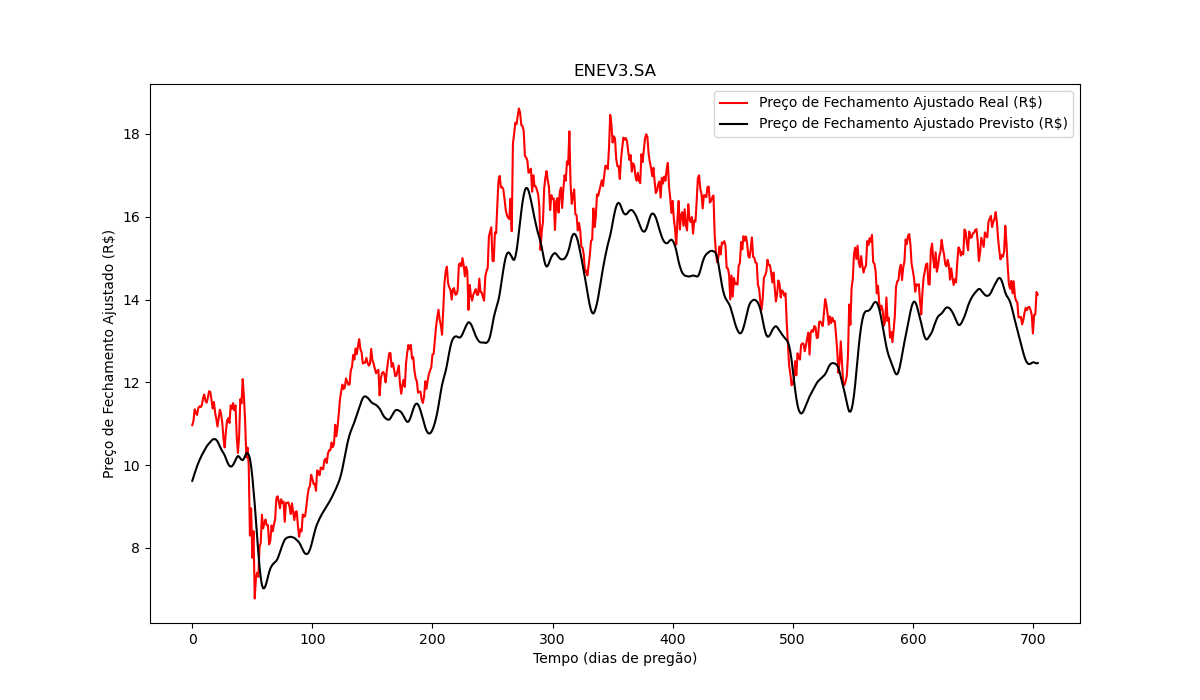 ENEV3.SA
Preço de Fechamento Ajustado Real (R$)
Preço de Fechamento Ajustado Previsto (R$)
Preço de Fechamento Ajustado (R$)
18
16
14
12
10
8
0 100 200 300 400 500 600 700
Tempo (dias de pregão)